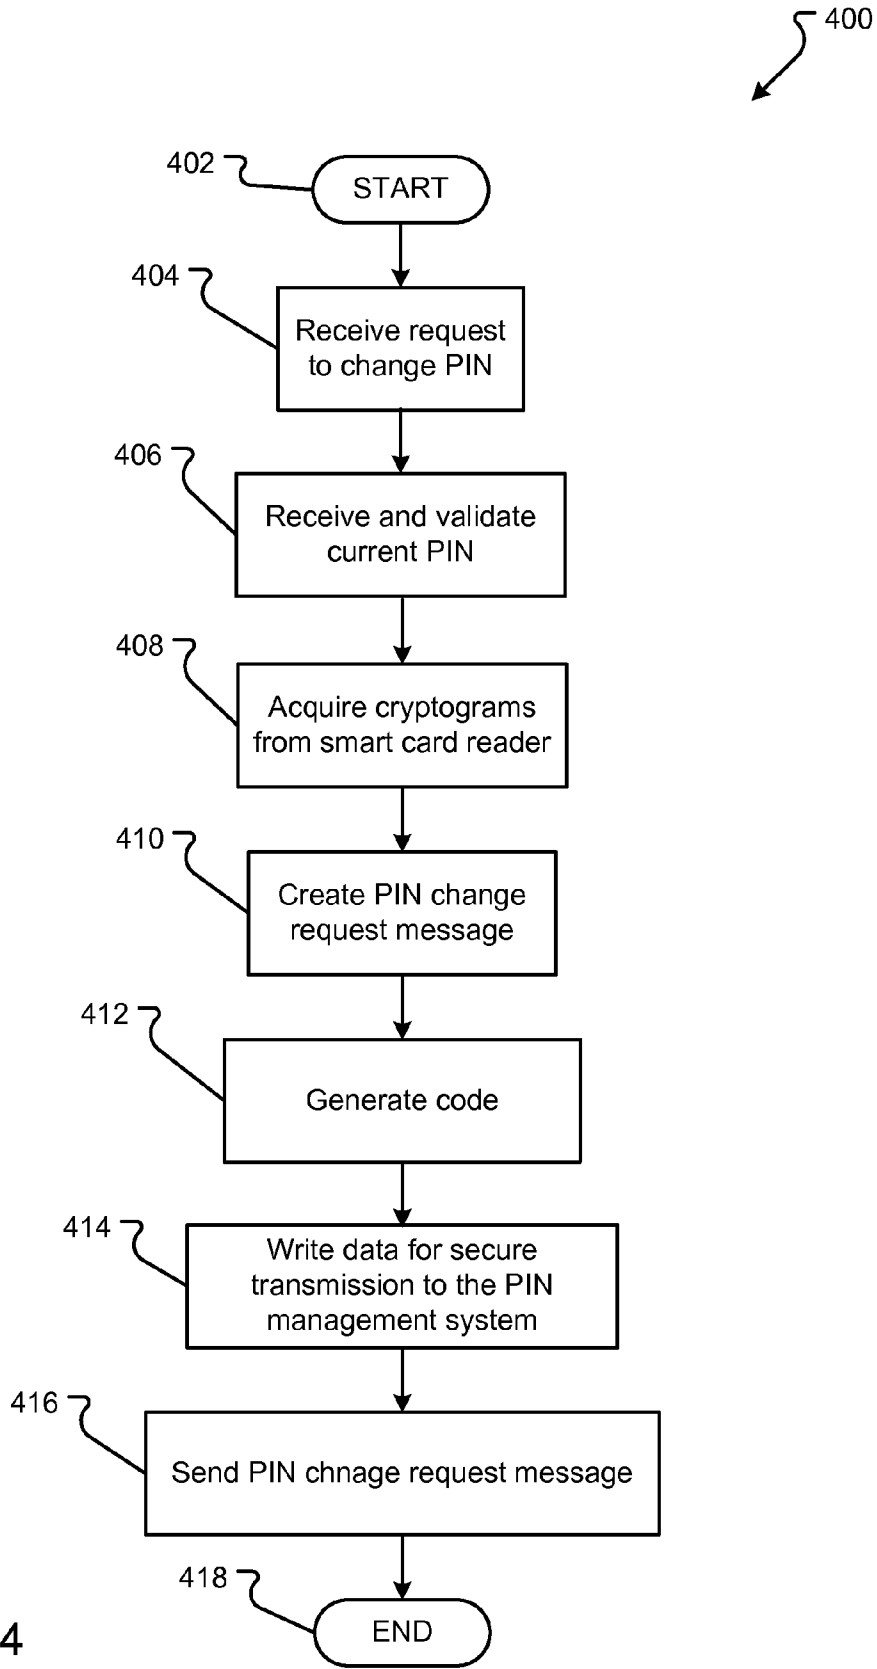 400
402
START
404
Receive request
to change PIN
406
Receive and validate
current PIN
408
Acquire cryptograms
from smart card reader
410
Create PIN change
request message
412
Generate code
414
Write data for secure
transmission to the PIN
management system
416
Send PIN chnage request message
418
END
4